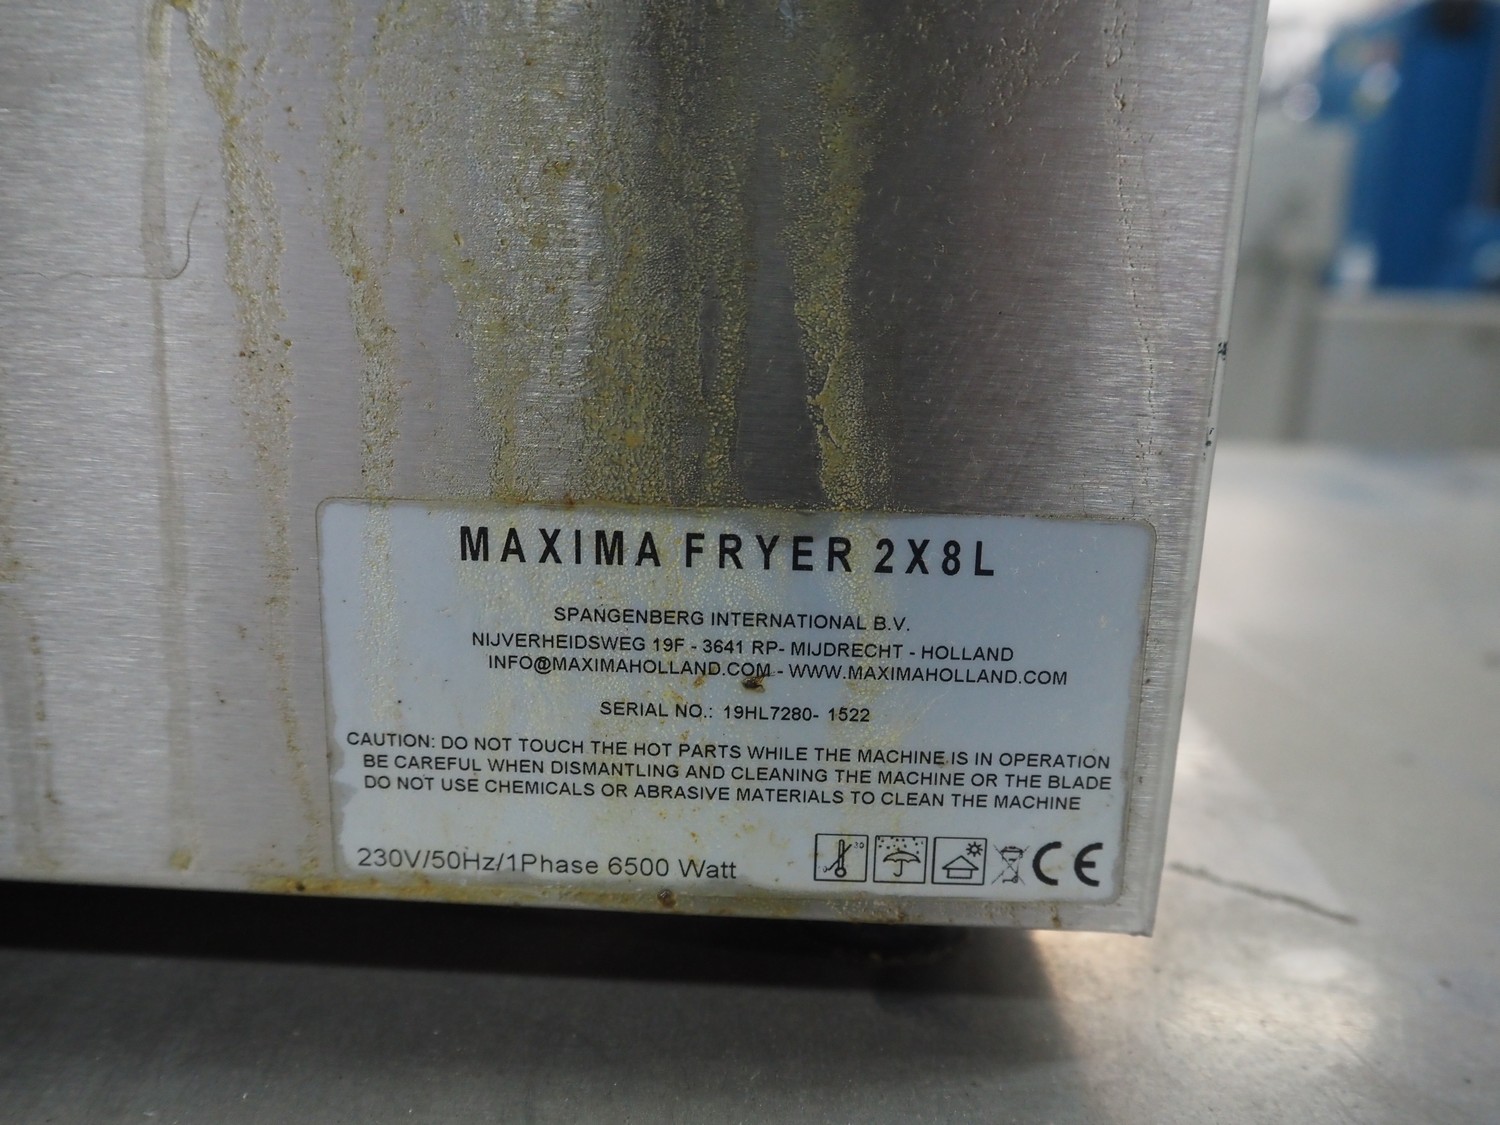 MAXIMA FRYER 2X8L
SPANGENBERG INTERNATIONAL B.V.
NIJVERHEIDSWEG 19F - 3641 RP- MIJDRECHT - HOLLAND
INFO@MAXIMAHOLLAND.COM - WWW.MAXIMAHOLLAND.COM
SERIAL NO.: 19HL7280- 1522
CAUTION: DO NOT TOUCH THE HOT PARTS WHILE THE MACHINE IS IN OPERATION
BE CAREFUL WHEN DISMANTLING AND CLEANING THE MACHINE OR THE BLADE
DO NOT USE CHEMICALS OR ABRASIVE MATERIALS TO CLEAN THE MACHINE
230V/50Hz/1Phase 6500 Watt CE